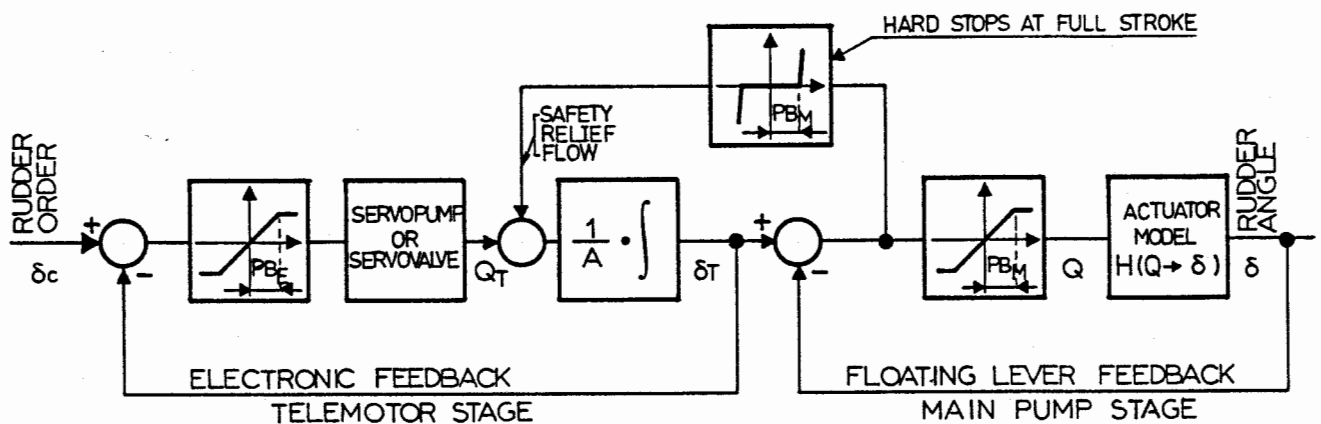 HARD STOPS AT FULL STROKE
PBM
SAFETY
RELIEF
FLOW
RUDDER
ORDER
δc
+
-
PBE
SERVOPUMP
OR
SERVOVALVE
QT
1
A
·
∫
δT
+
-
PBM
Q
ACTUATOR
MODEL
H(Q→δ)
RUDDER
ANGLE
δ
ELECTRONIC FEEDBACK
TELEMOTOR STAGE
FLOATING LEVER FEEDBACK
MAIN PUMP STAGE